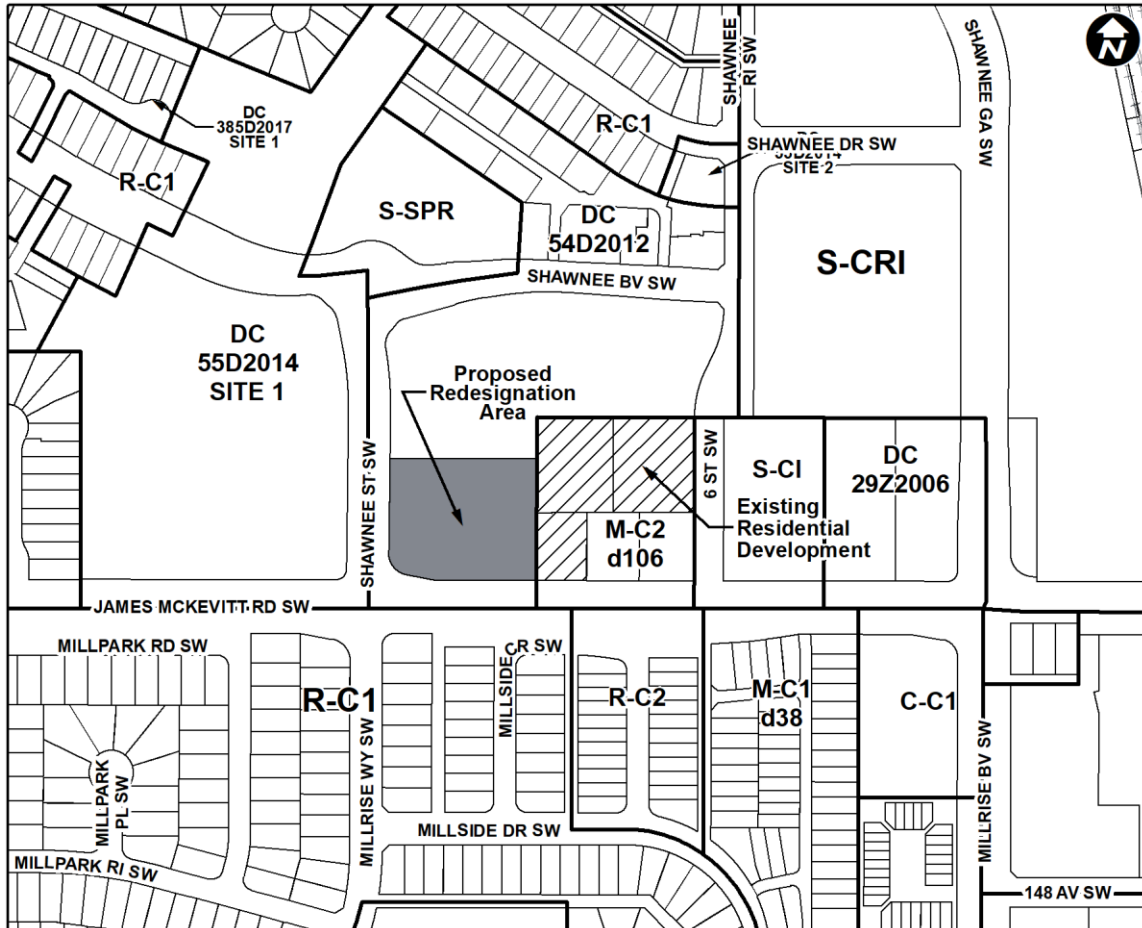 SHAWNEE
RI SW
N
SHAWNEE GA SW
DC
385D2017
SITE 1
R-C1
SHAWNEE DR SW
SITE 2
R-C1
S-SPR
DC
54D2012
S-CRI
SHAWNEE BV SW
DC
55D2014
SITE 1
Proposed
Redesignation
Area
SHAWNEE ST SW
6 ST SW
S-CI
DC
29Z2006
Existing
Residential
Development
M-C2
d106
JAMES MCKEVITT RD SW
MILLPARK RD SW
MILLSIDE CR SW
R-C1
R-C2
M-C1
d38
C-C1
MILLPARK
PL SW
MILLRISE WY SW
MILLRISE BV SW
MILLSIDE DR SW
MILLPARK RI SW
148 AV SW